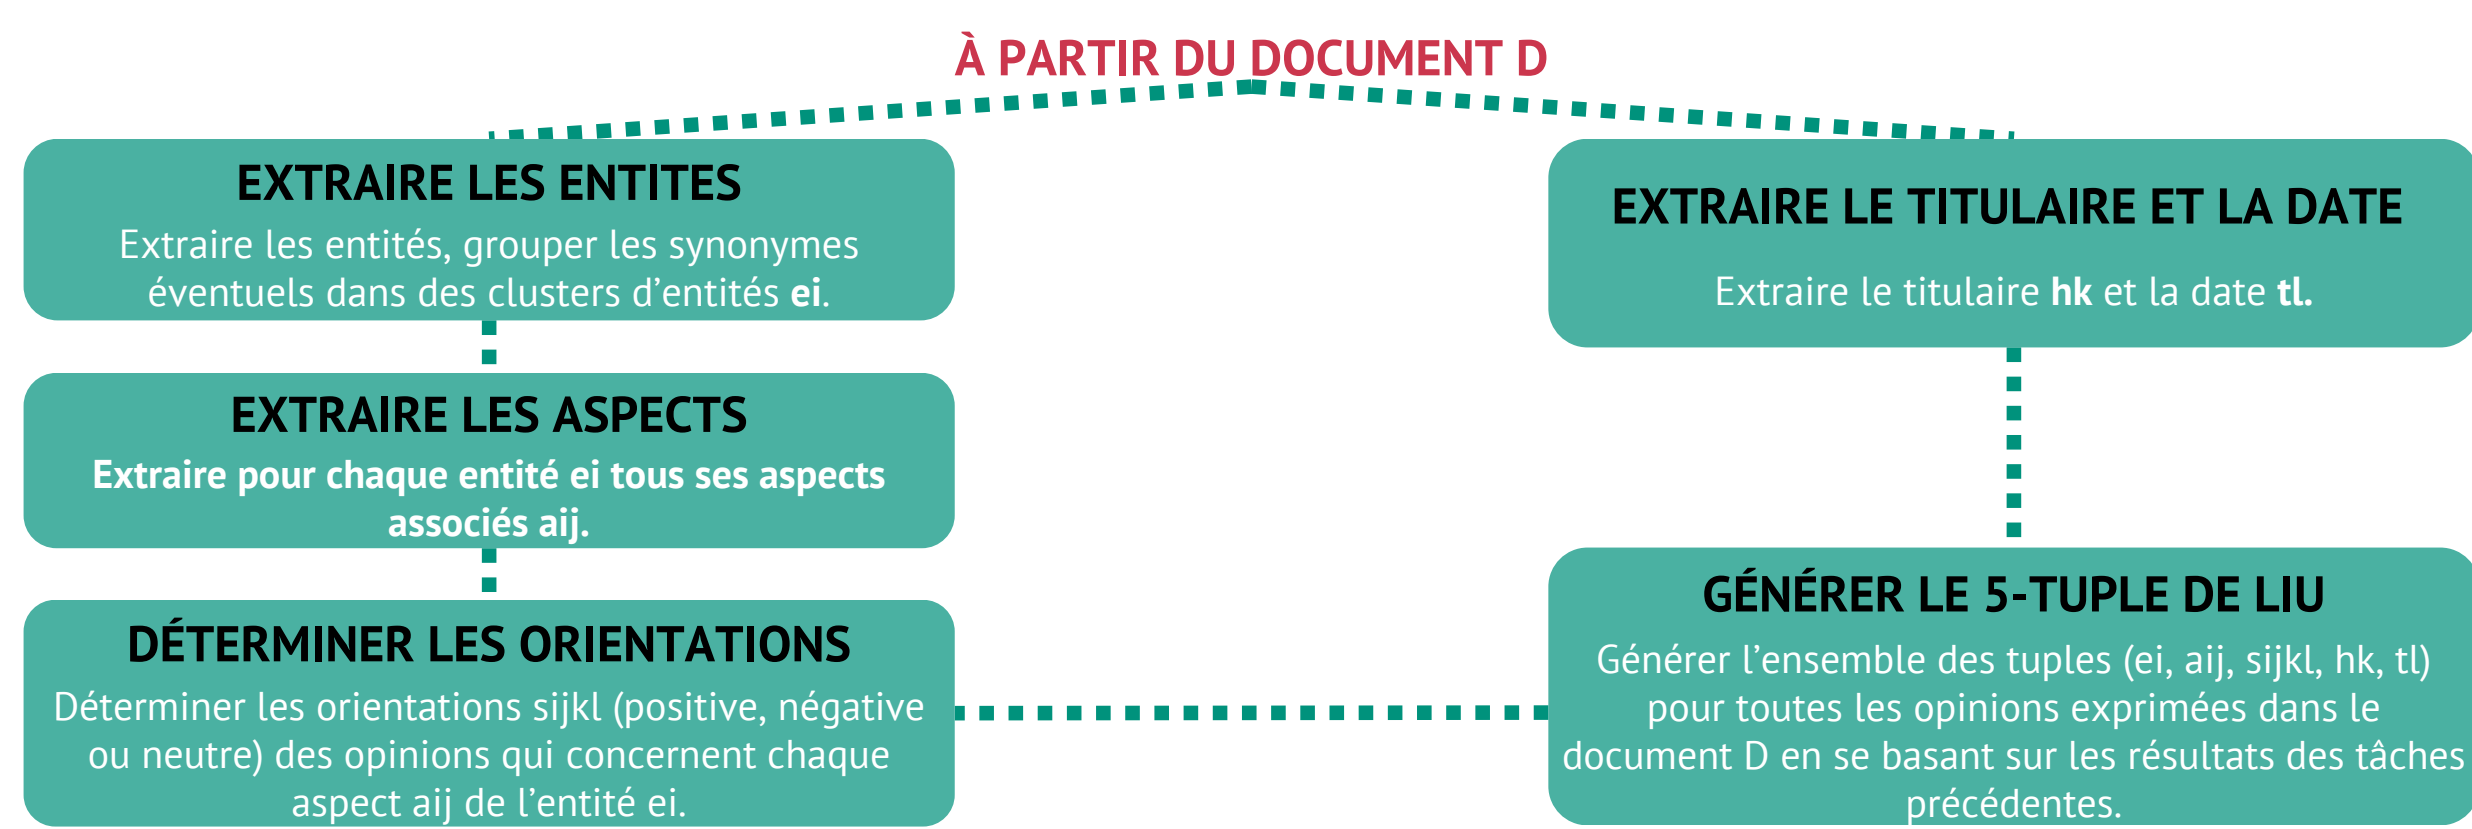 À PARTIR DU DOCUMENT D
EXTRAIRE LES ENTITES
Extraire les entités, grouper les synonymes
éventuels dans des clusters d’entités ei.
EXTRAIRE LES ASPECTS
Extraire pour chaque entité ei tous ses aspects
associés aij.
DÉTERMINER LES ORIENTATIONS
Déterminer les orientations sijkl (positive, négative
ou neutre) des opinions qui concernent chaque
aspect aij de l’entité ei.
EXTRAIRE LE TITULAIRE ET LA DATE
Extraire le titulaire hk et la date tl.
GÉNÉRER LE 5-TUPLE DE LIU
Générer l’ensemble des tuples (ei, aij, sijkl, hk, tl)
pour toutes les opinions exprimées dans le
document D en se basant sur les résultats des tâches
précédentes.